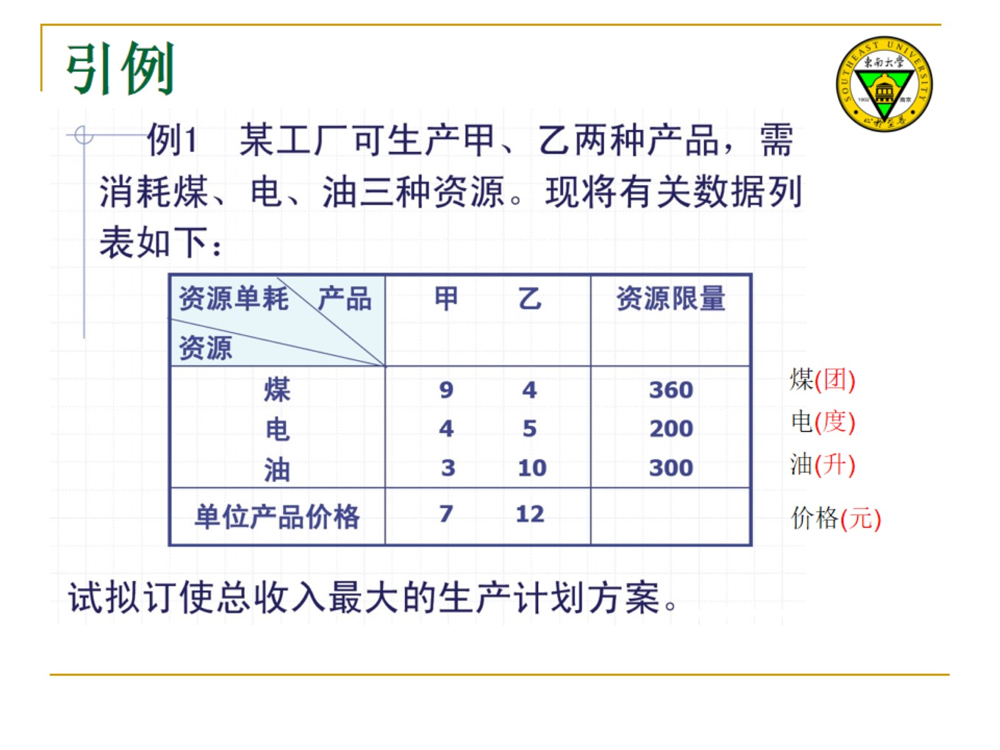 引例
SOUTHEAST UNIVERSITY
東南大學
1902 南京
例1 某工厂可生产甲、乙两种产品，需
消耗煤、电、油三种资源。现将有关数据列
表如下：
资源单耗 产品 甲 乙 资源限量
资源
煤 9 4 360
电 4 5 200
油 3 10 300
单位产品价格 7 12
煤(团)
电(度)
油(升)
价格(元)
试拟订使总收入最大的生产计划方案。